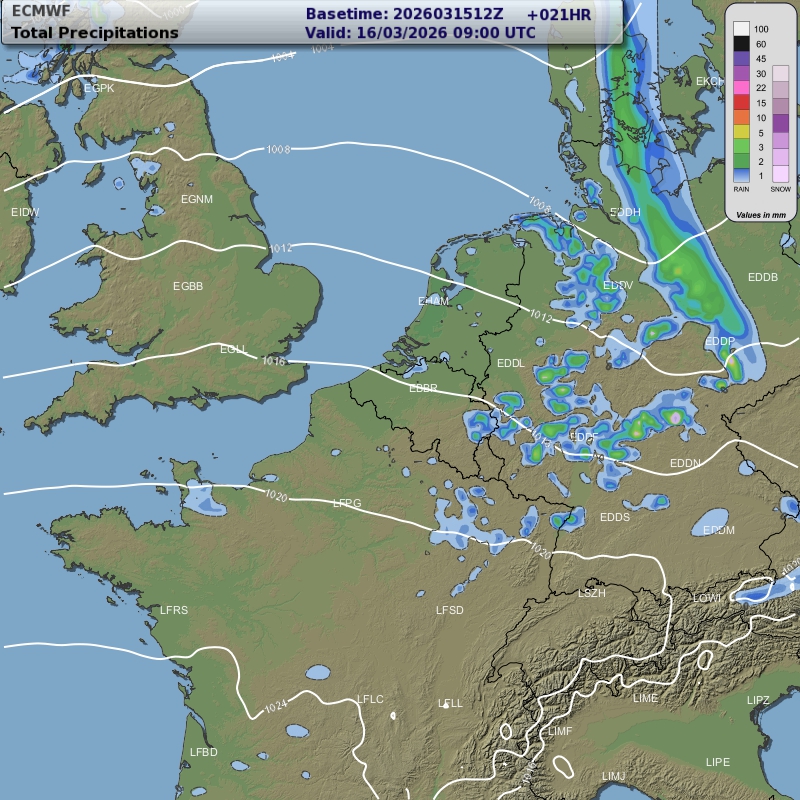 ECMWF
Basetime: 2026031512Z +021HR
Total Precipitations
Valid: 16/03/2026 09:00 UTC
1004
1004
EGPK
EKCH
100
60
45
30
22
15
10
5
3
2
1
RAIN
SNOW
Values in mm
1008
EGNM
1008
EIDW
EDDH
1012
EGBB
EDDV
EDDB
EHAM
1012
EDDP
EGLL
1016
EDDL
EBBR
EDDF
EDDN
1020
LFPG
EDDS
EDDM
1020
LSZH
LOWI
LFRS
LFSD
LFLC
LFLL
LIME
LIPZ
1024
LIMF
LFBD
LIPE
LIMJ